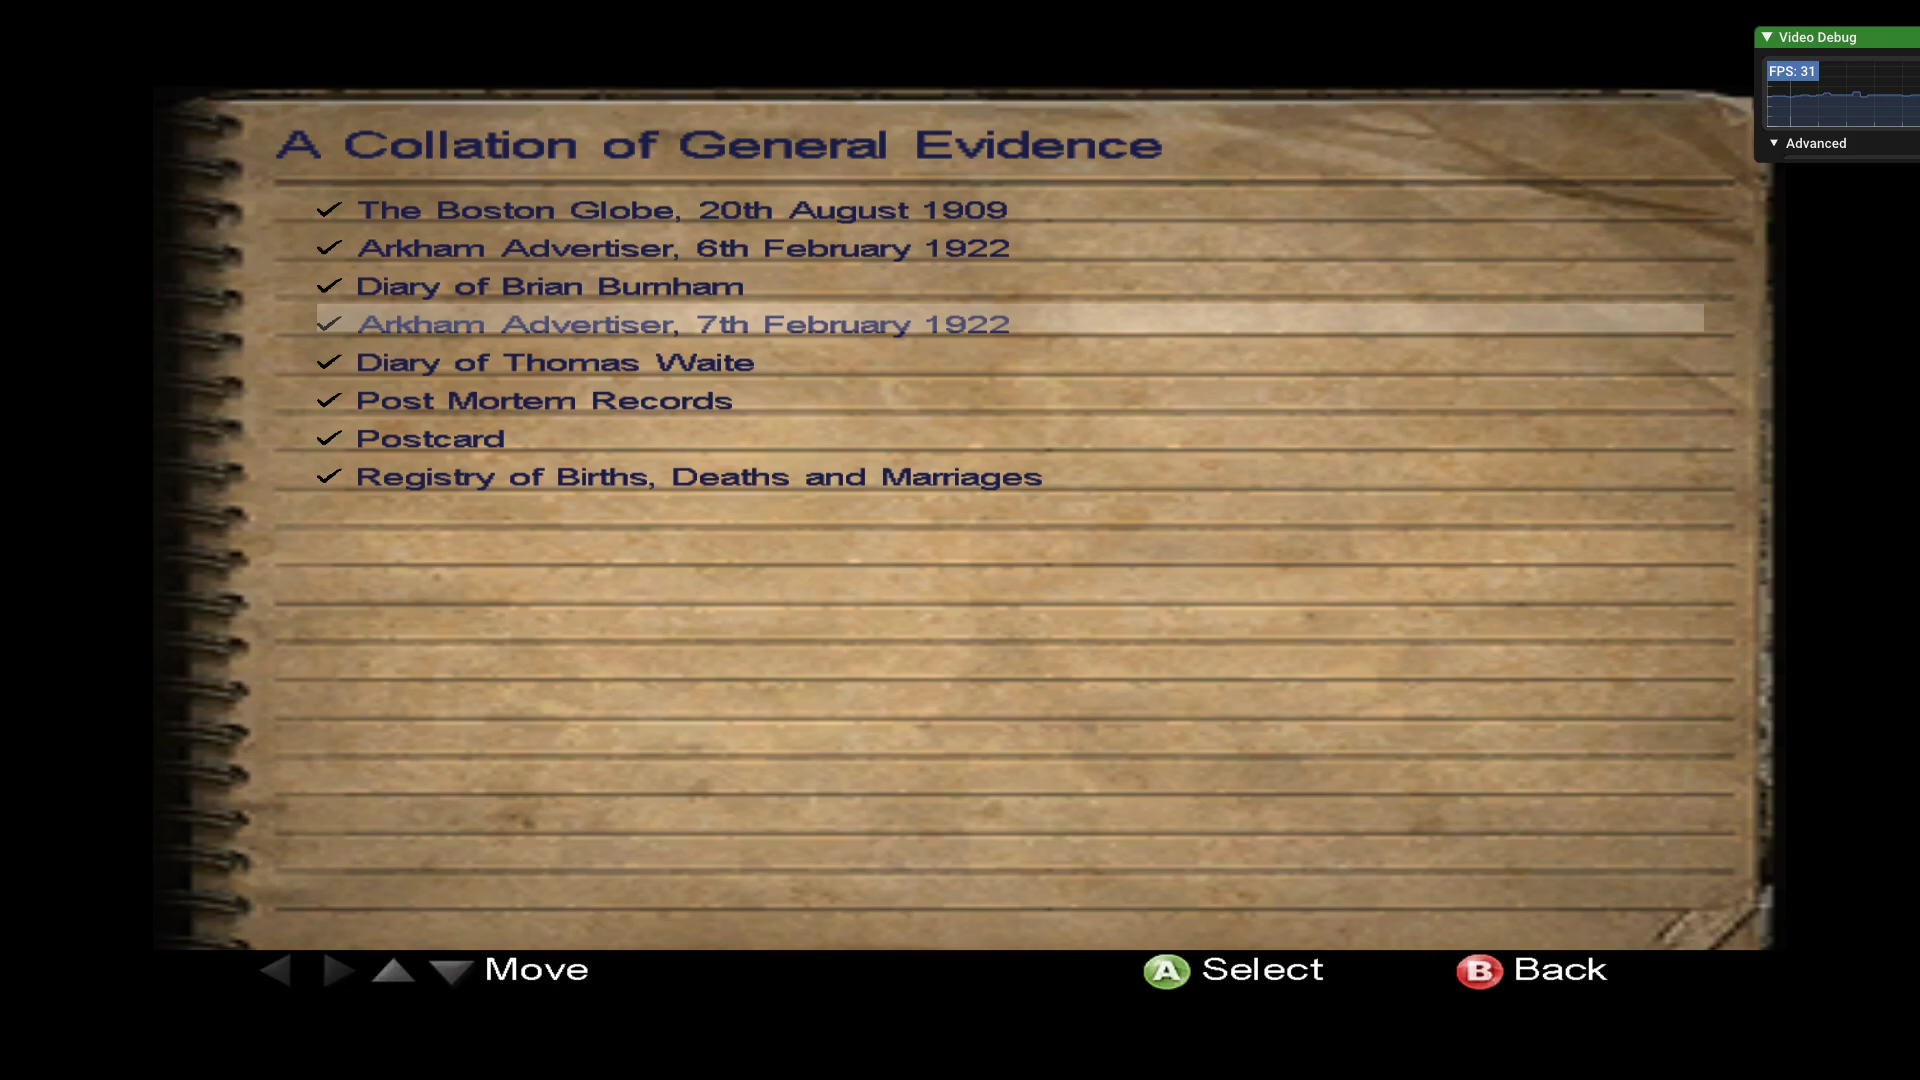 Video Debug
FPS: 31
Advanced
A Collation of General Evidence
The Boston Globe, 20th August 1909
Arkham Advertiser, 6th February 1922
Diary of Brian Burnham
Arkham Advertiser, 7th February 1922
Diary of Thomas Waite
Post Mortem Records
Postcard
Registry of Births, Deaths and Marriages
Move
A Select
B Back